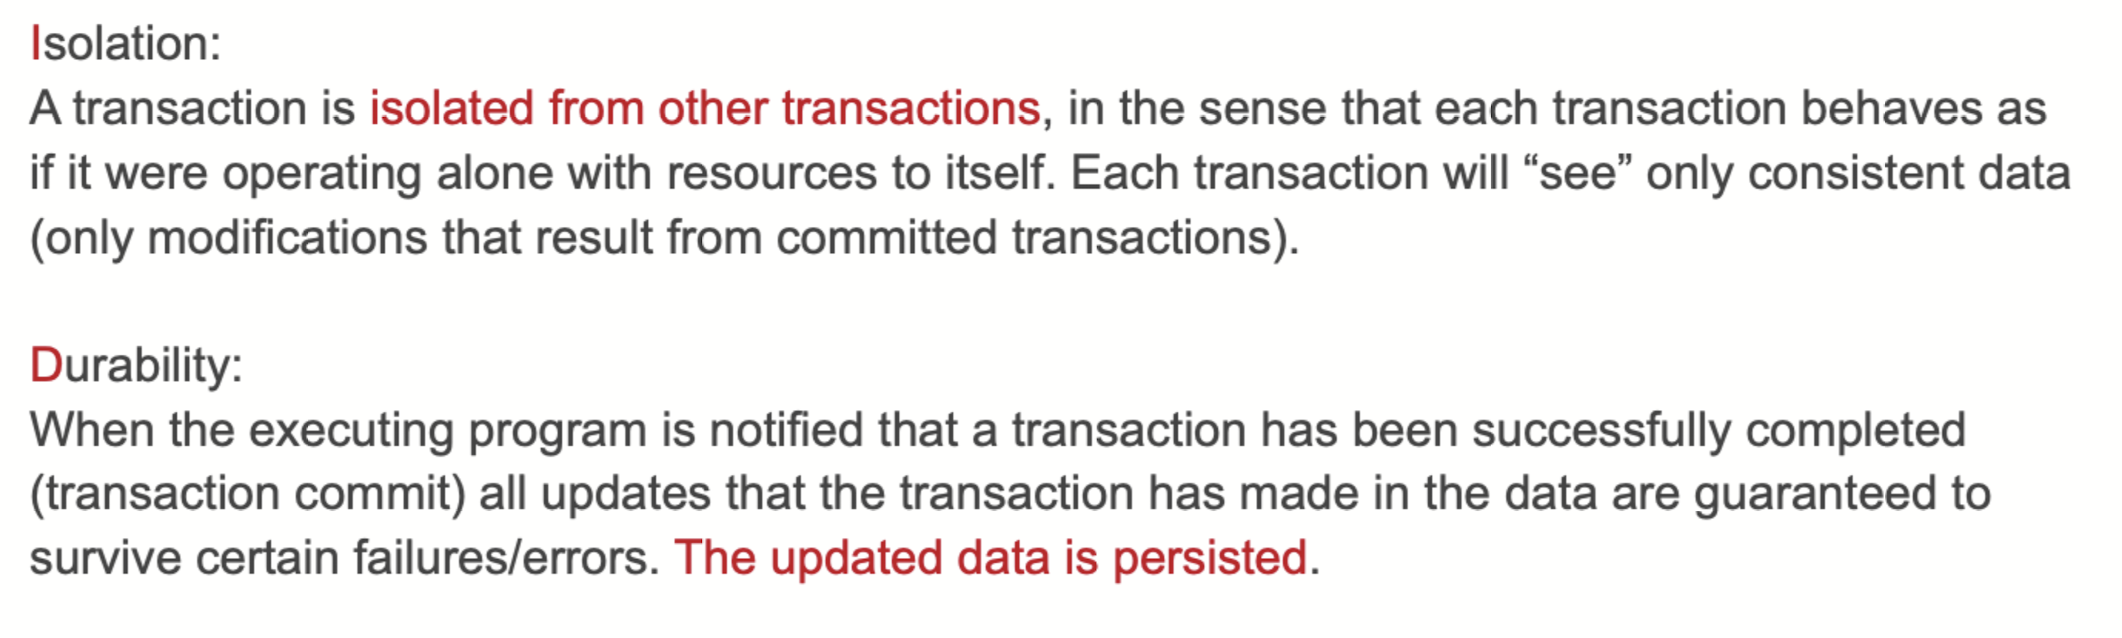 Isolation:
A transaction is isolated from other transactions, in the sense that each transaction behaves as
if it were operating alone with resources to itself. Each transaction will “see” only consistent data
(only modifications that result from committed transactions).
Durability:
When the executing program is notified that a transaction has been successfully completed
(transaction commit) all updates that the transaction has made in the data are guaranteed to
survive certain failures/errors. The updated data is persisted.